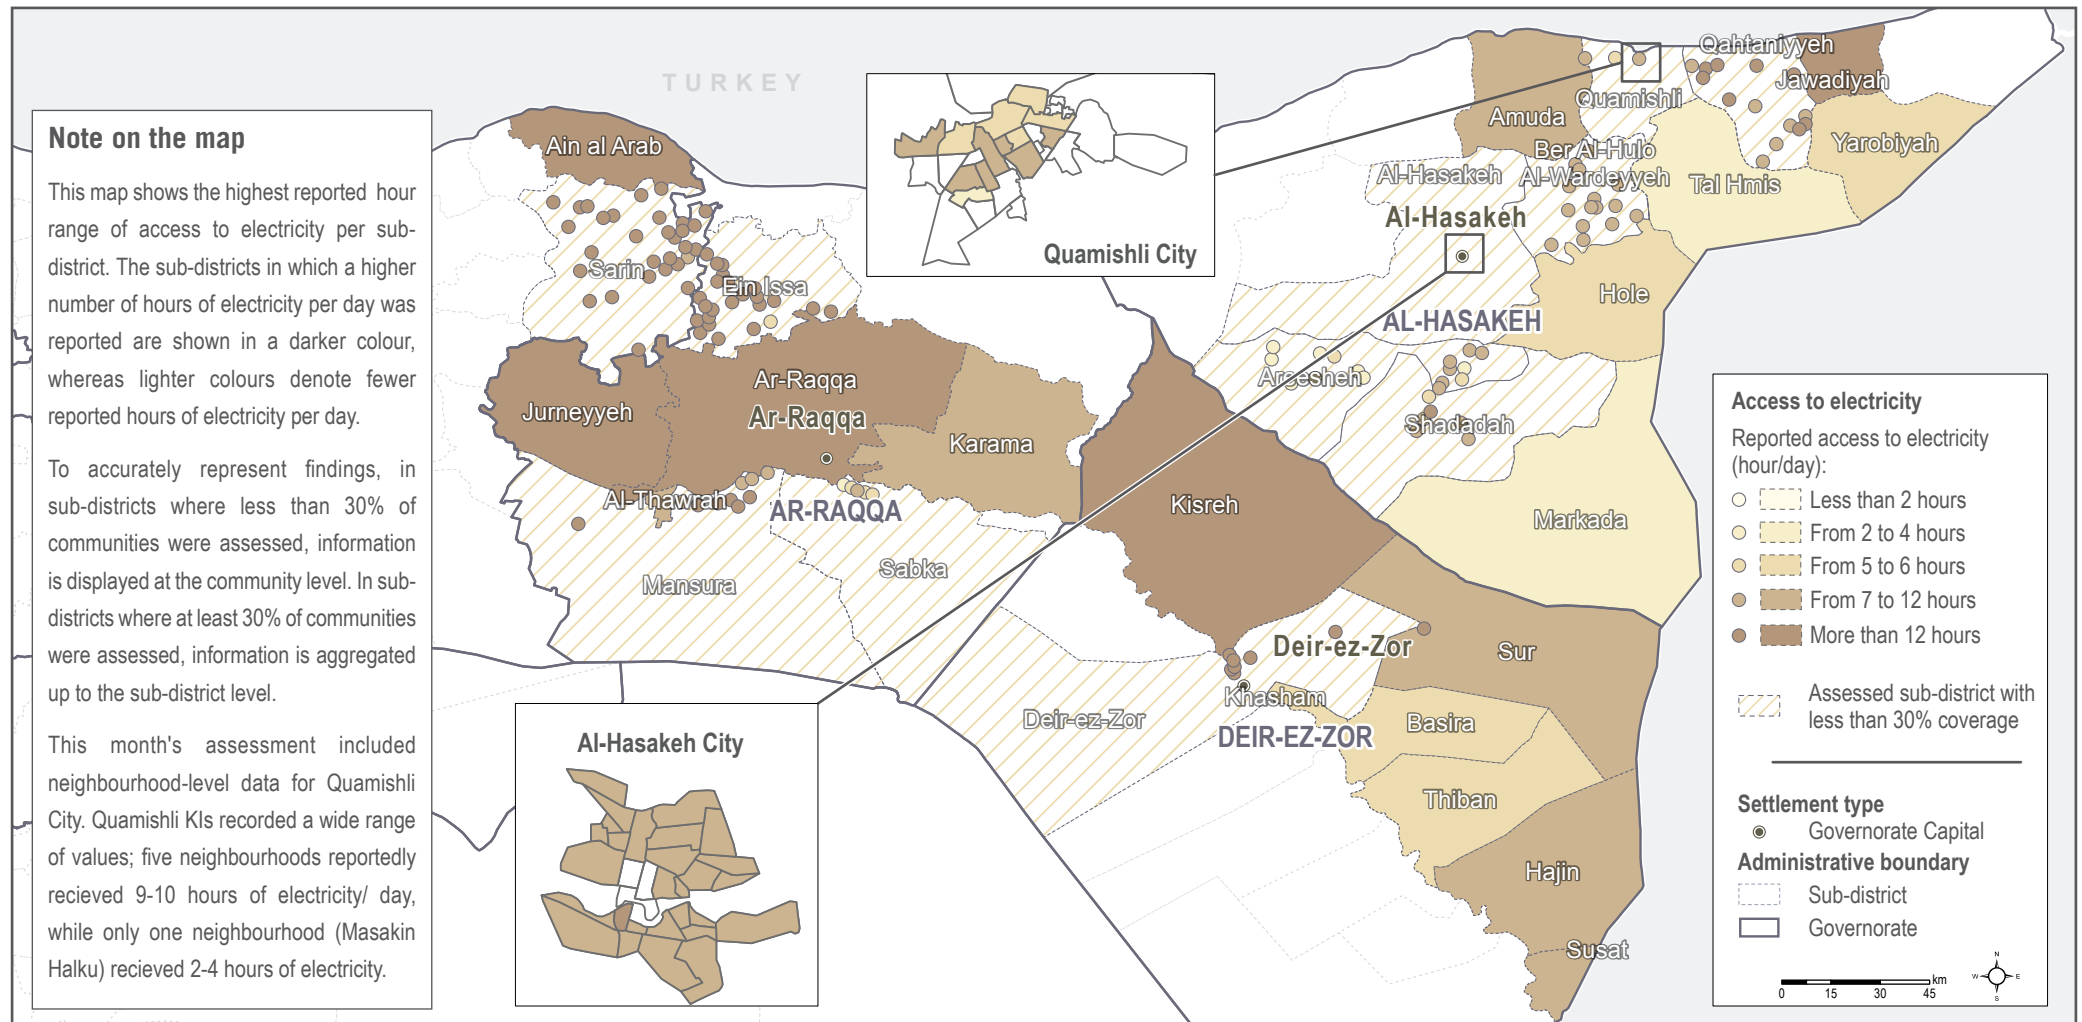 Note on the map
This map shows the highest reported hour
range of access to electricity per sub-
district. The sub-districts in which a higher
number of hours of electricity per day was
reported are shown in a darker colour,
whereas lighter colours denote fewer
reported hours of electricity per day.
To accurately represent findings, in
sub-districts where less than 30% of
communities were assessed, information
is displayed at the community level. In sub-
districts where at least 30% of communities
were assessed, information is aggregated
up to the sub-district level.
This month's assessment included
neighbourhood-level data for Quamishli
City. Quamishli KIs recorded a wide range
of values; five neighbourhoods reportedly
recieved 9-10 hours of electricity/ day,
while only one neighbourhood (Masakin
Halku) recieved 2-4 hours of electricity.
TURKEY
Quamishli City
Al-Hasakeh City
Ain al Arab
Sarin
Ein Issa
Jurneyyeh
Ar-Raqqa
Ar-Raqqa
Karama
Al-Thawrah
AR-RAQQA
Mansura
Sabka
Qahtaniyyeh
Jawadiyah
Quamishli
Amuda
Ber Al-Hulo
Al-Wardeyyeh
Yarobiyah
Tal Hmis
Al-Hasakeh
Al-Hasakeh
Hole
AL-HASAKEH
Areesheh
Shadadah
Markada
Kisreh
Deir-ez-Zor
Sur
Khasham
Deir-ez-Zor
DEIR-EZ-ZOR
Basira
Thiban
Hajin
Susat
Access to electricity
Reported access to electricity
(hour/day):
Less than 2 hours
From 2 to 4 hours
From 5 to 6 hours
From 7 to 12 hours
More than 12 hours
Assessed sub-district with
less than 30% coverage
Settlement type
Governorate Capital
Administrative boundary
Sub-district
Governorate
km
0 15 30 45
N
W E
S